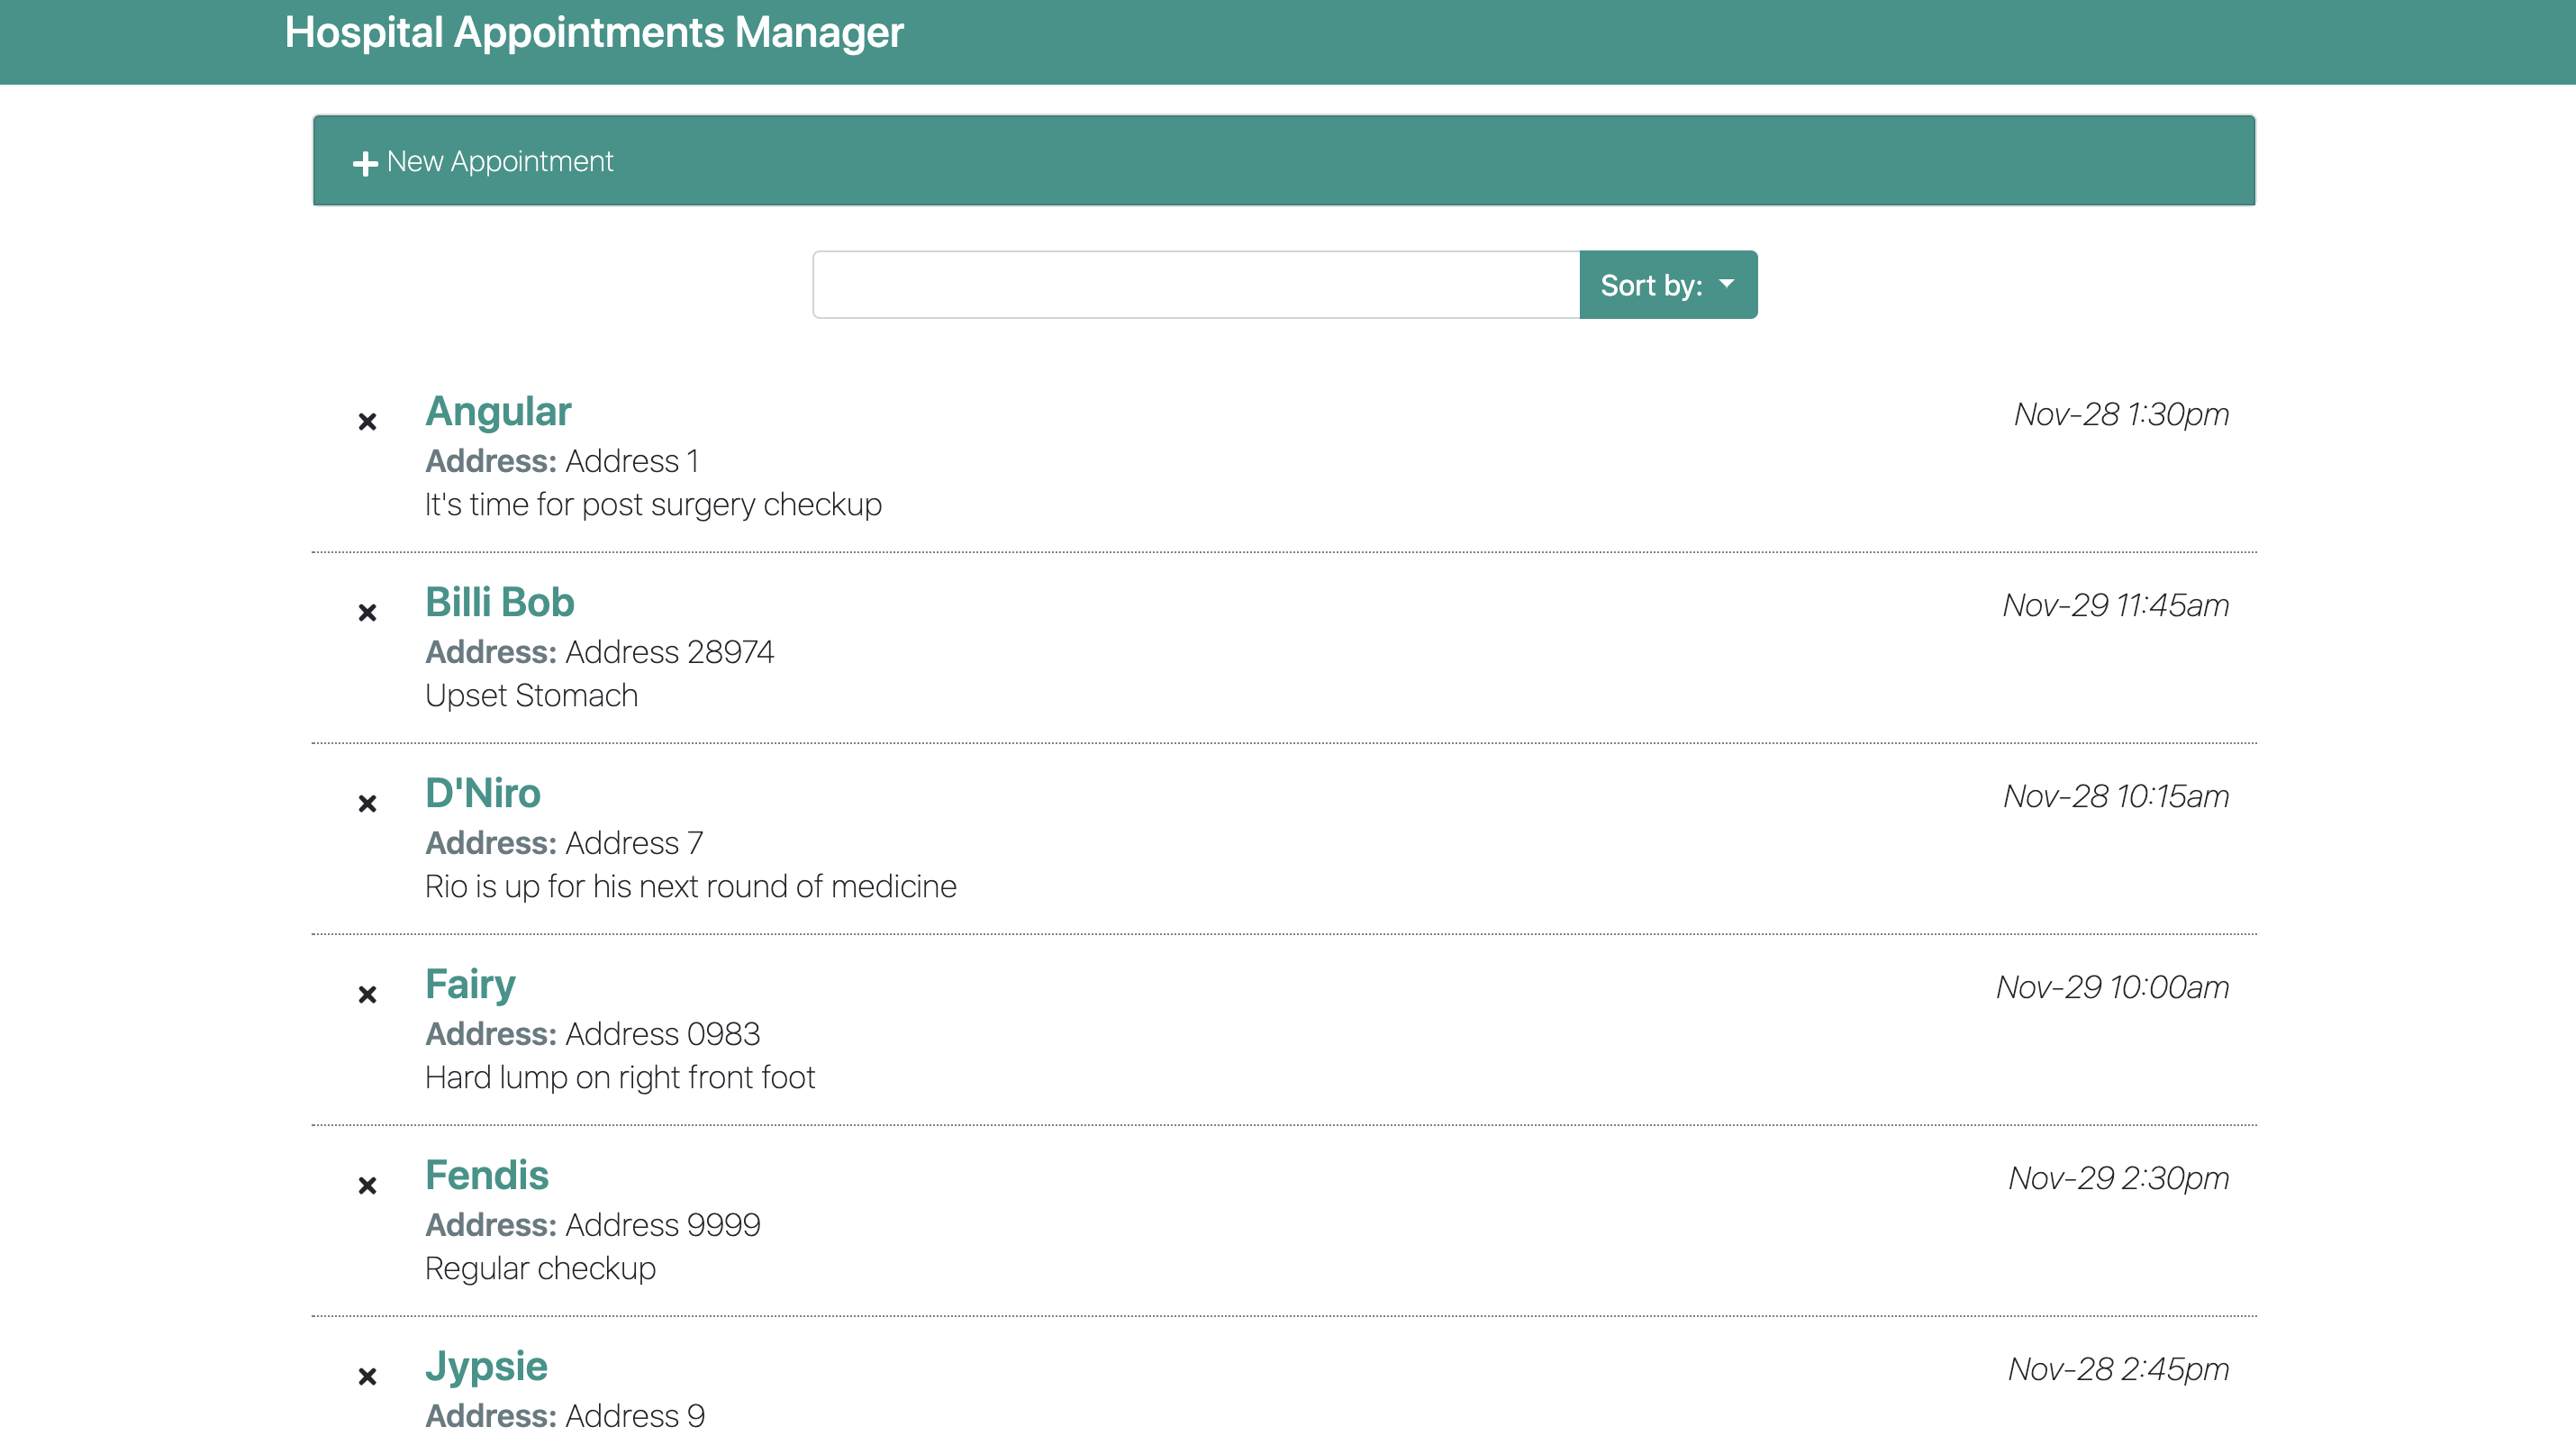 Hospital Appointments Manager
New Appointment
Sort by:
Angular Nov-28 1:30pm
Address: Address 1
It's time for post surgery checkup
Billi Bob Nov-29 11:45am
Address: Address 28974
Upset Stomach
D'Niro Nov-28 10:15am
Address: Address 7
Rio is up for his next round of medicine
Fairy Nov-29 10:00am
Address: Address 0983
Hard lump on right front foot
Fendis Nov-29 2:30pm
Address: Address 9999
Regular checkup
Jypsie Nov-28 2:45pm
Address: Address 9